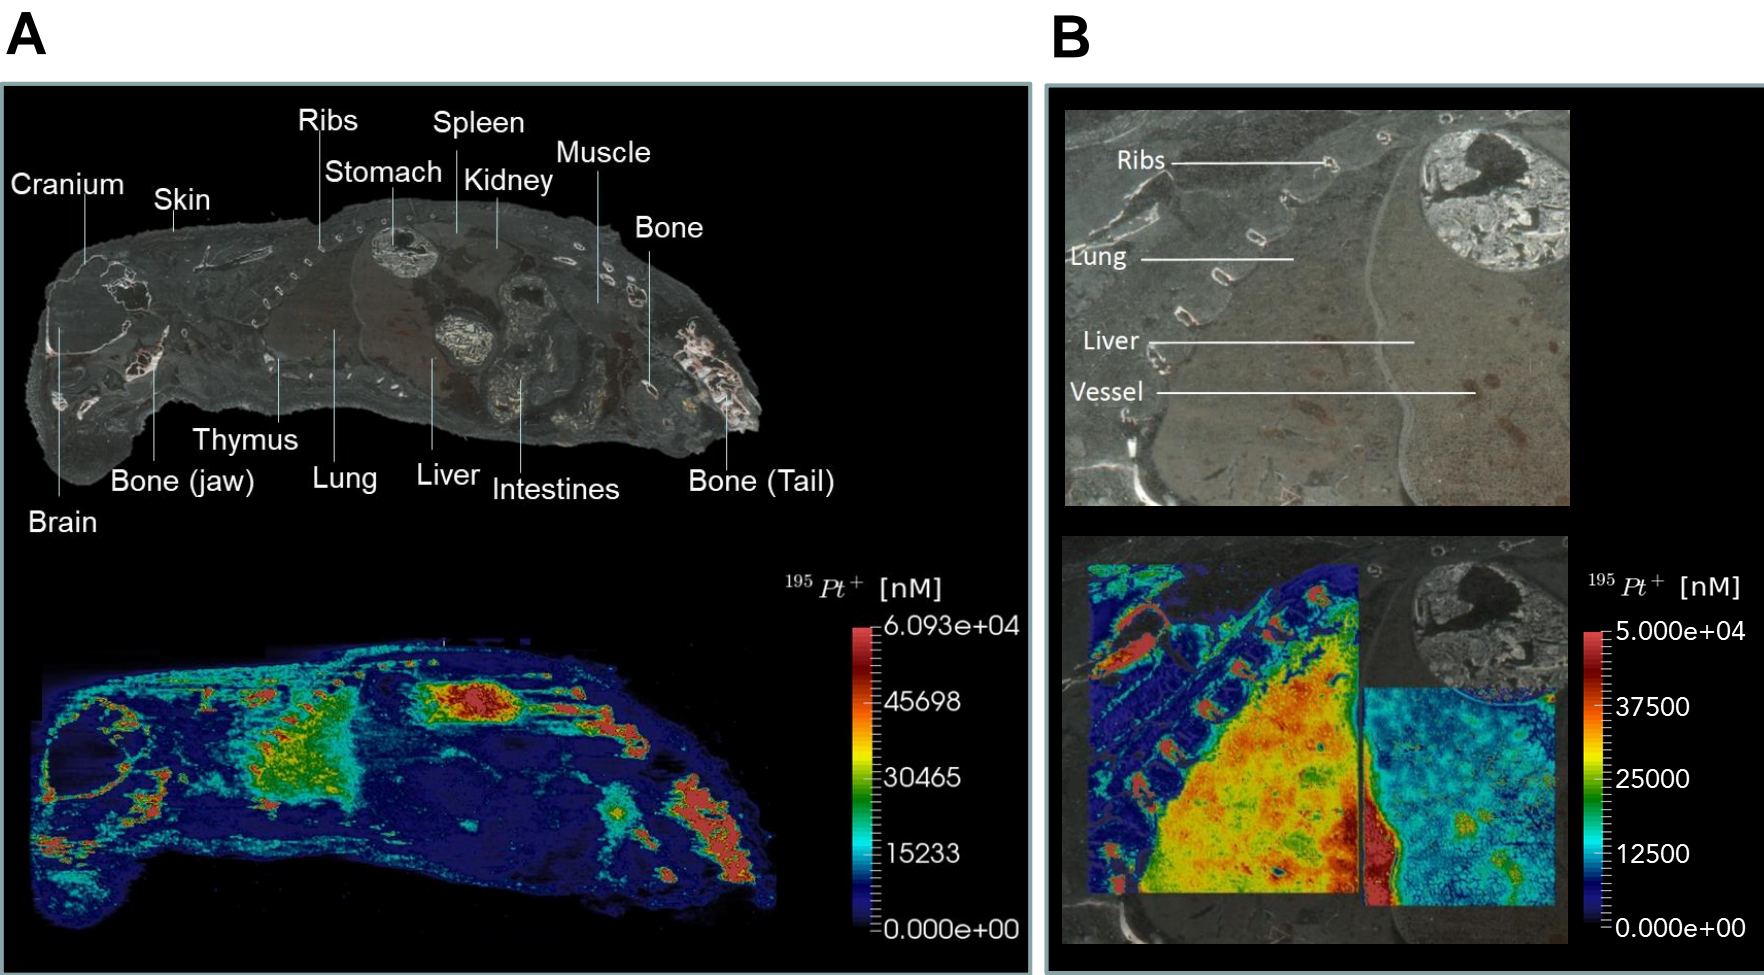 A
B
Ribs
Spleen
Muscle
Stomach
Kidney
Cranium
Skin
Bone
Thymus
Bone (jaw)
Lung
Liver
Intestines
Bone (Tail)
Brain
195Pt+ [nM]
6.093e+04
45698
30465
15233
0.000e+00
Ribs
Lung
Liver
Vessel
195Pt+ [nM]
5.000e+04
37500
25000
12500
0.000e+00